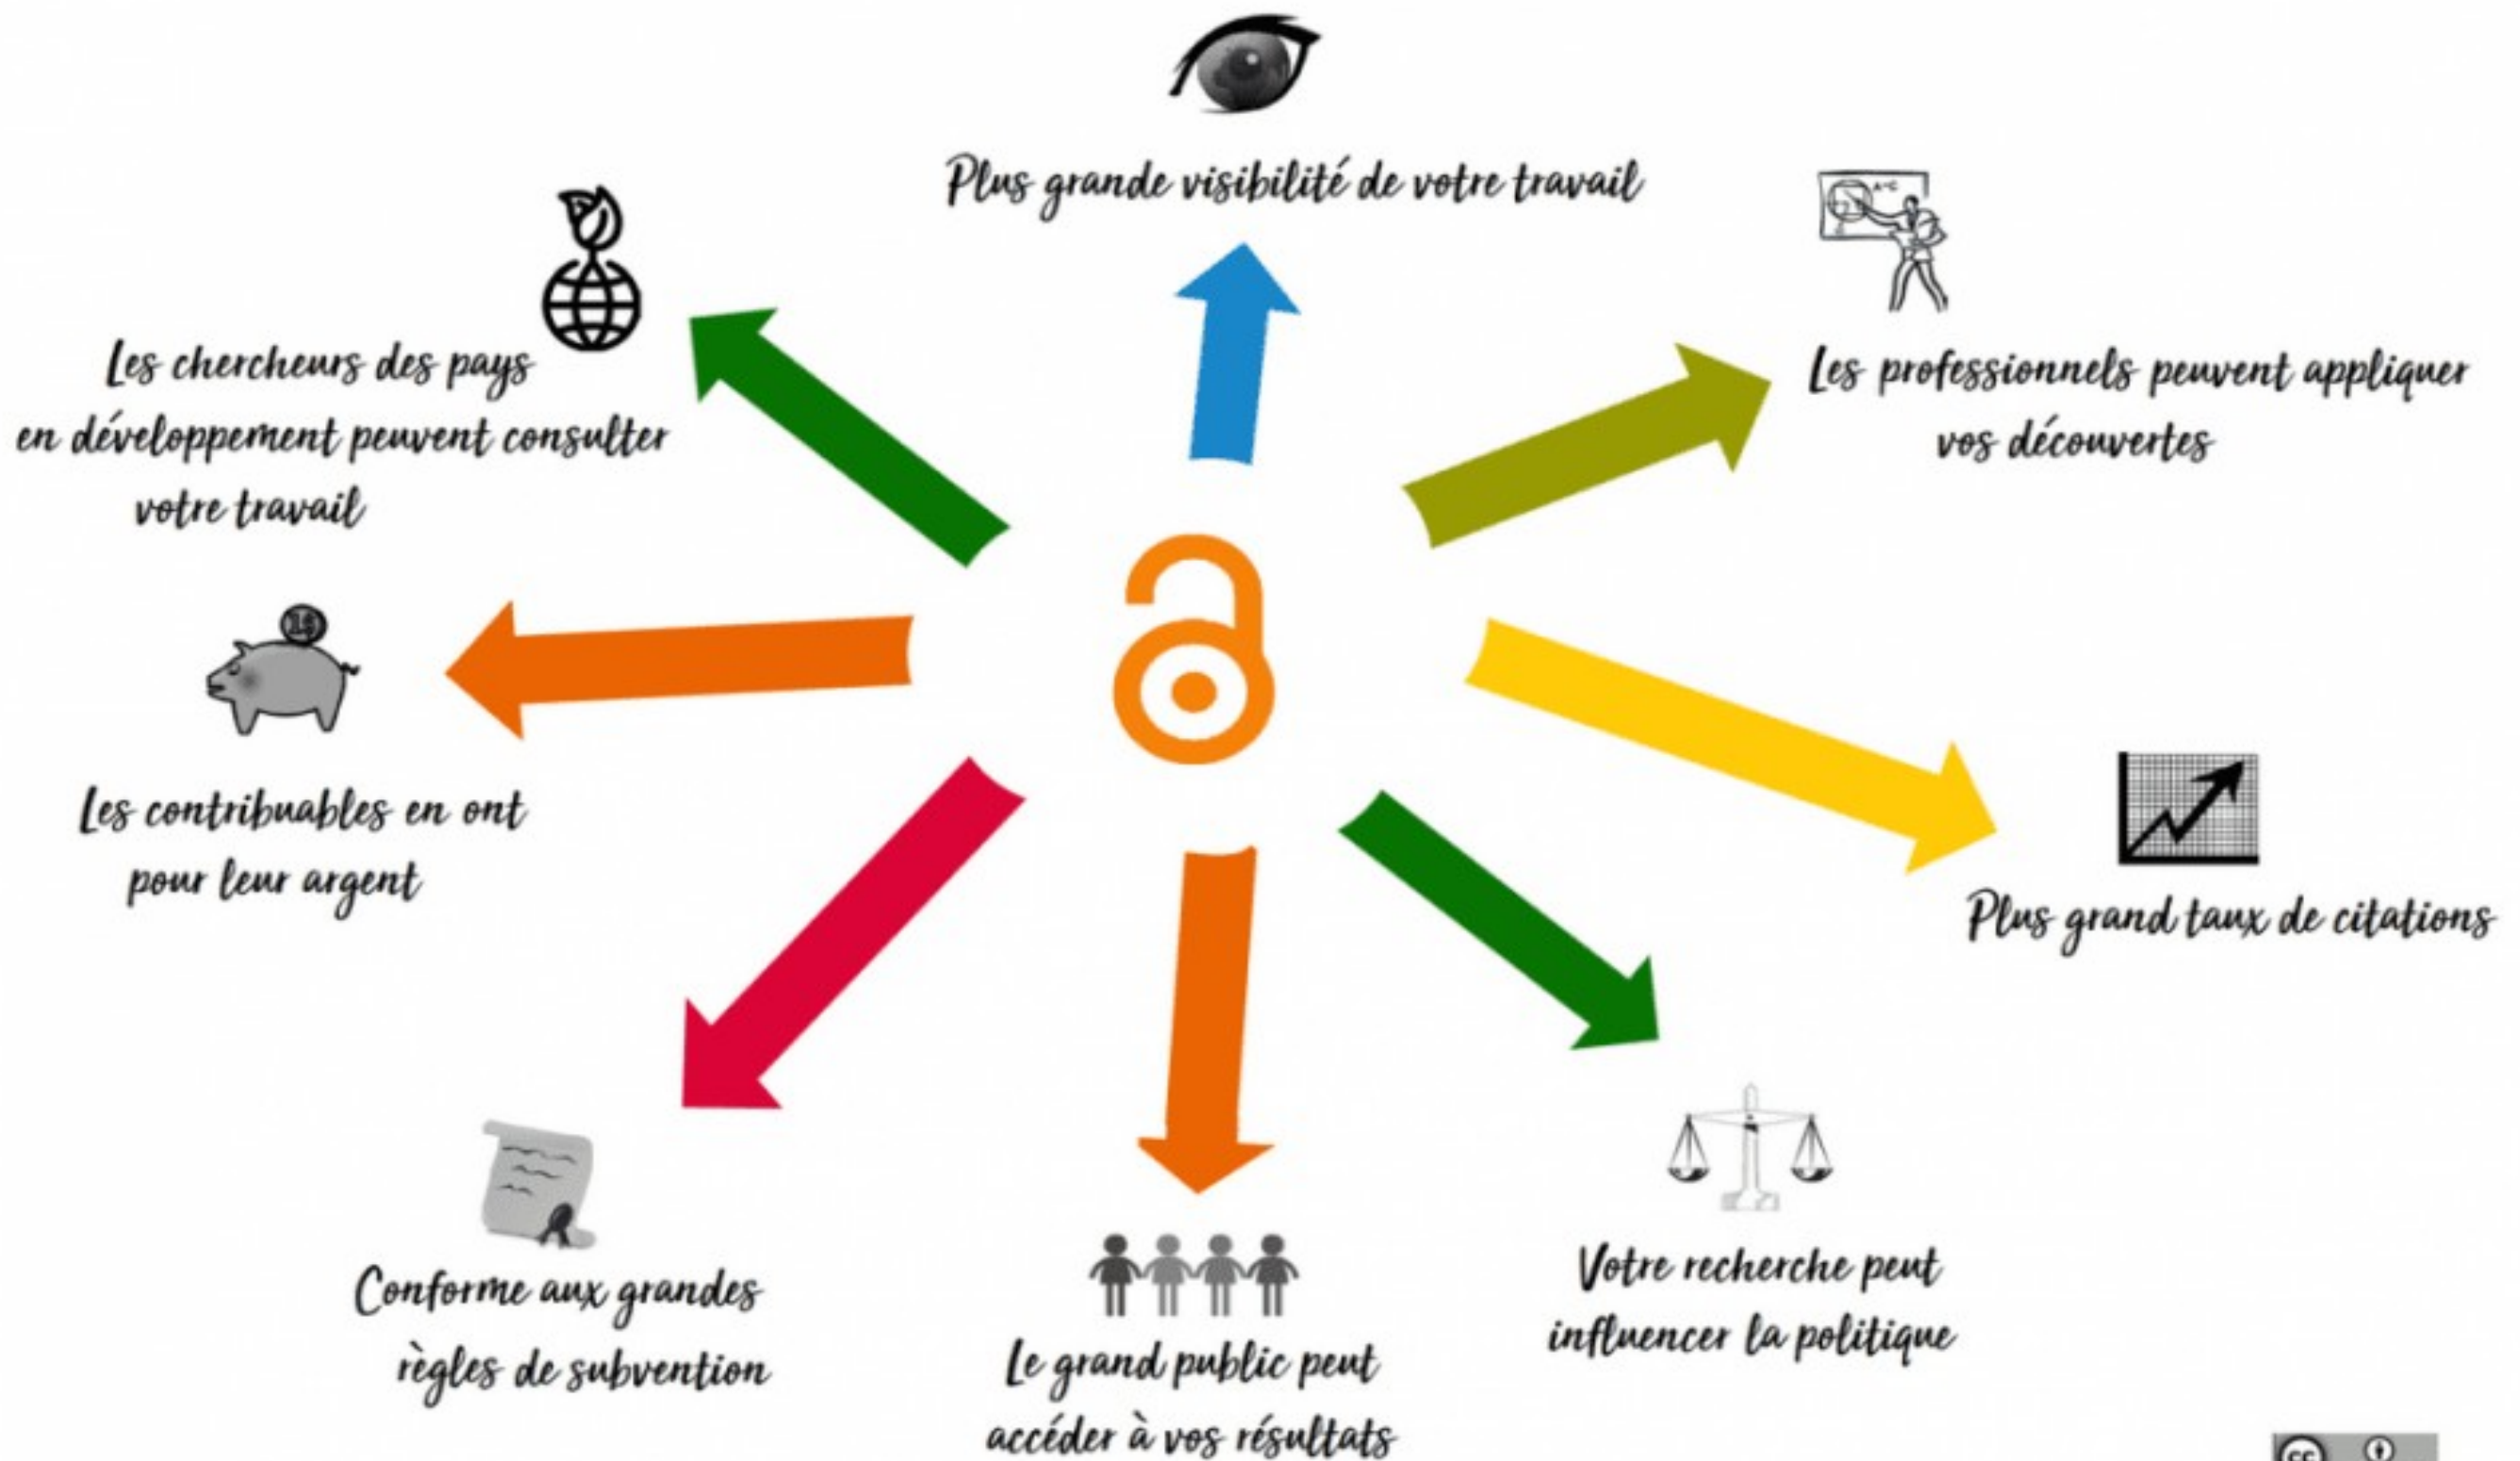 Plus grande visibilité de votre travail
Les professionnels peuvent appliquer
vos découvertes
Plus grand taux de citations
Votre recherche peut
influencer la politique
Le grand public peut
accéder à vos résultats
Conforme aux grandes
règles de subvention
Les contribuables en ont
pour leur argent
Les chercheurs des pays
en développement peuvent consulter
votre travail
cc